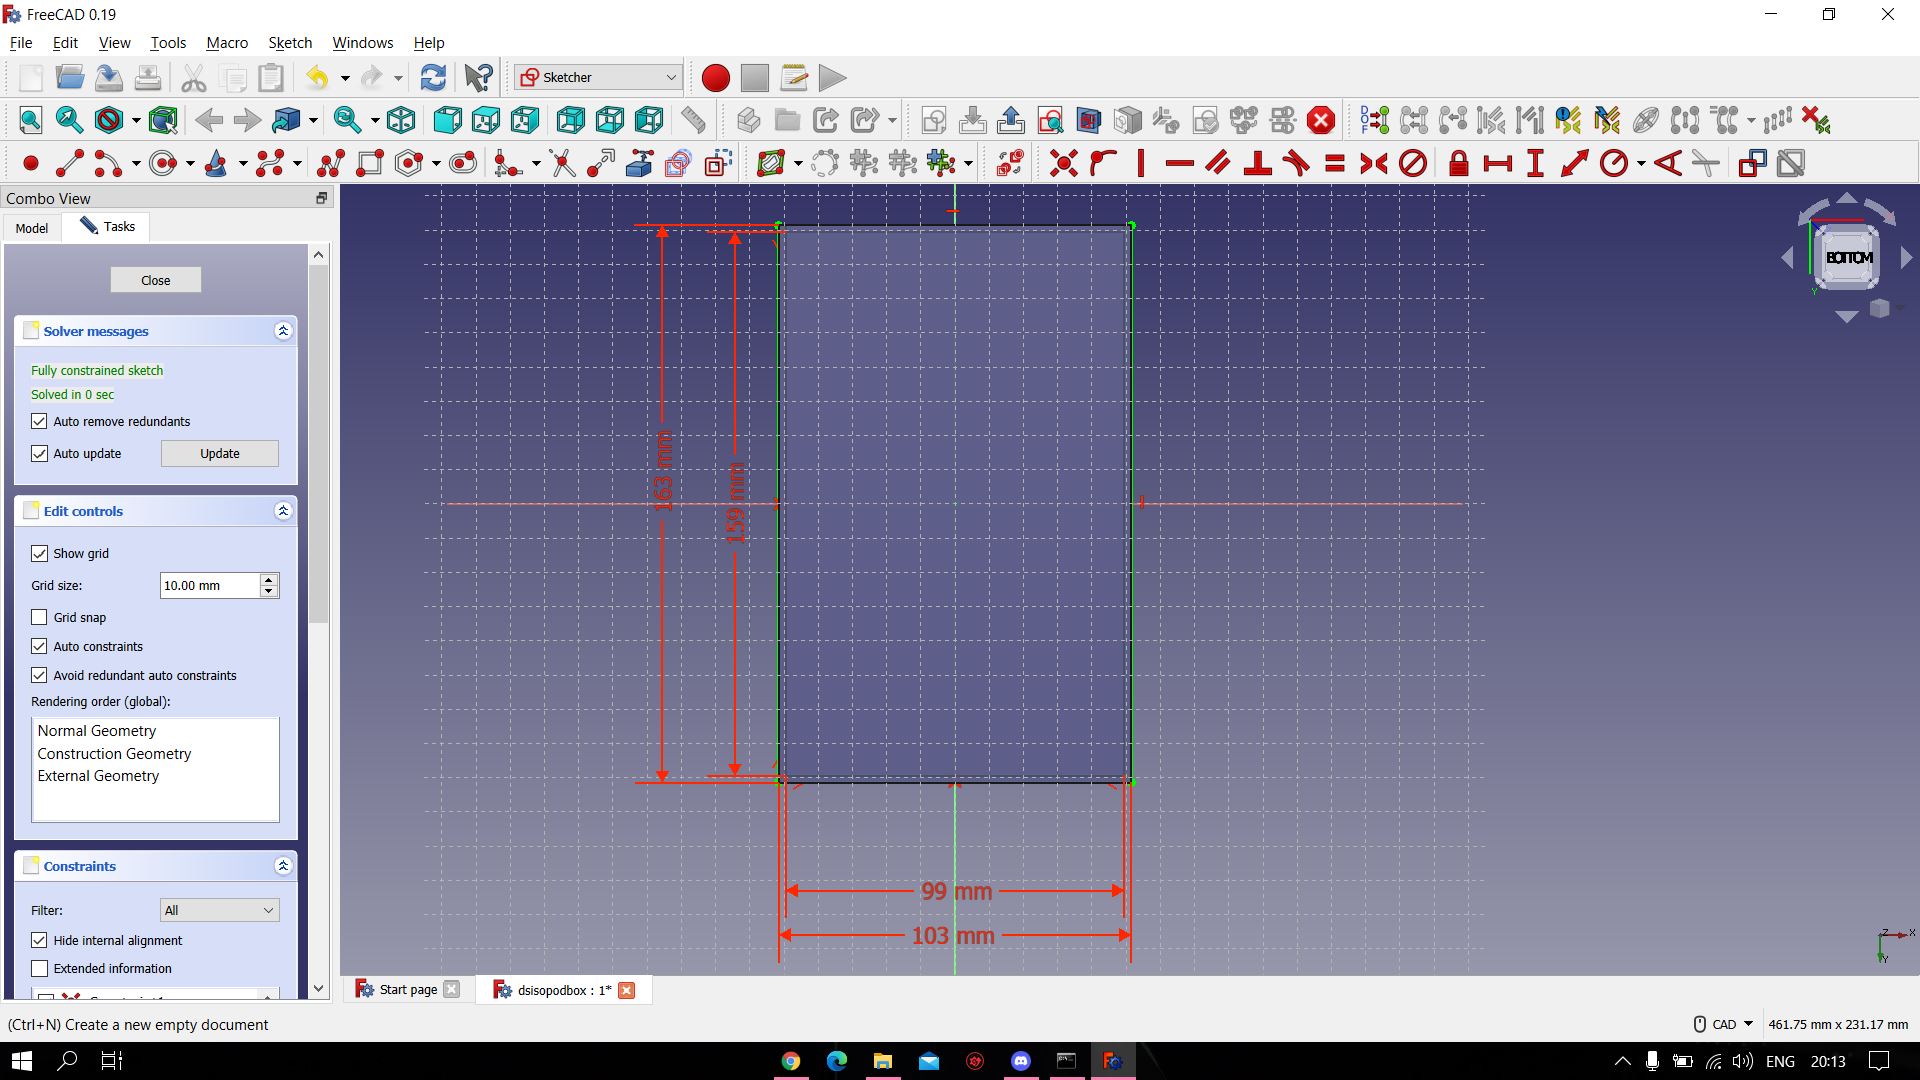 FreeCAD 0.19
File Edit View Tools Macro Sketch Windows Help
Sketcher
Combo View
Model Tasks
Close
Solver messages
Fully constrained sketch
Solved in 0 sec
Auto remove redundants
Auto update Update
Edit controls
Show grid
Grid size: 10.00 mm
Grid snap
Auto constraints
Avoid redundant auto constraints
Rendering order (global):
Normal Geometry
Construction Geometry
External Geometry
Constraints
Filter: All
Hide internal alignment
Extended information
163 mm
159 mm
99 mm
103 mm
BOTTOM
Y
Z X
Y
Start page dsisopodbox : 1*
(Ctrl+N) Create a new empty document CAD 461.75 mm x 231.17 mm
ENG 20:13